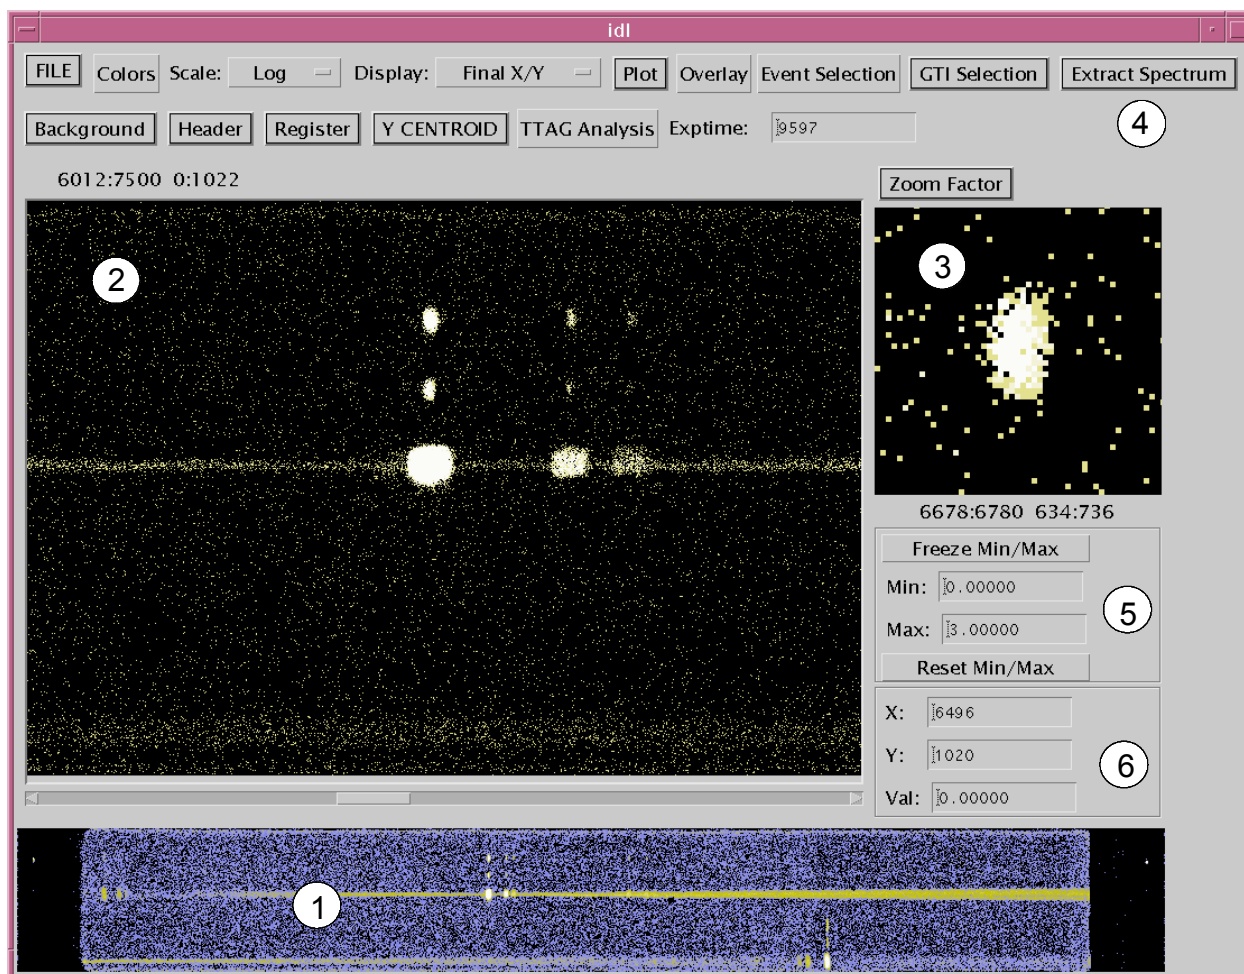 idl
FILE Colors Scale: Log Display: Final X/Y Plot Overlay Event Selection GTI Selection Extract Spectrum
Background Header Register Y CENTROID TTAG Analysis Exptime: 9597
4
6012:7500 0:1022
Zoom Factor
2
3
6678:6780 634:736
Freeze Min/Max
Min: 0.00000
5
Max: 3.00000
Reset Min/Max
X: 6496
Y: 1020
6
Val: 0.00000
1